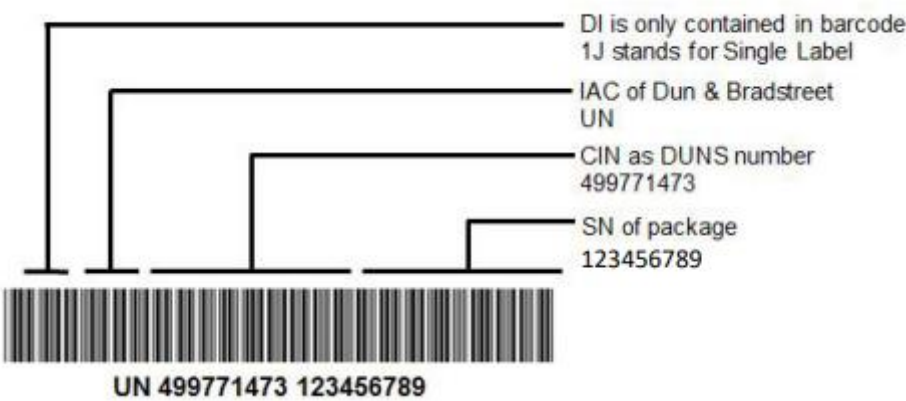 DI is only contained in barcode
1J stands for Single Label
IAC of Dun & Bradstreet
UN
CIN as DUNS number
499771473
SN of package
123456789
UN 499771473 123456789